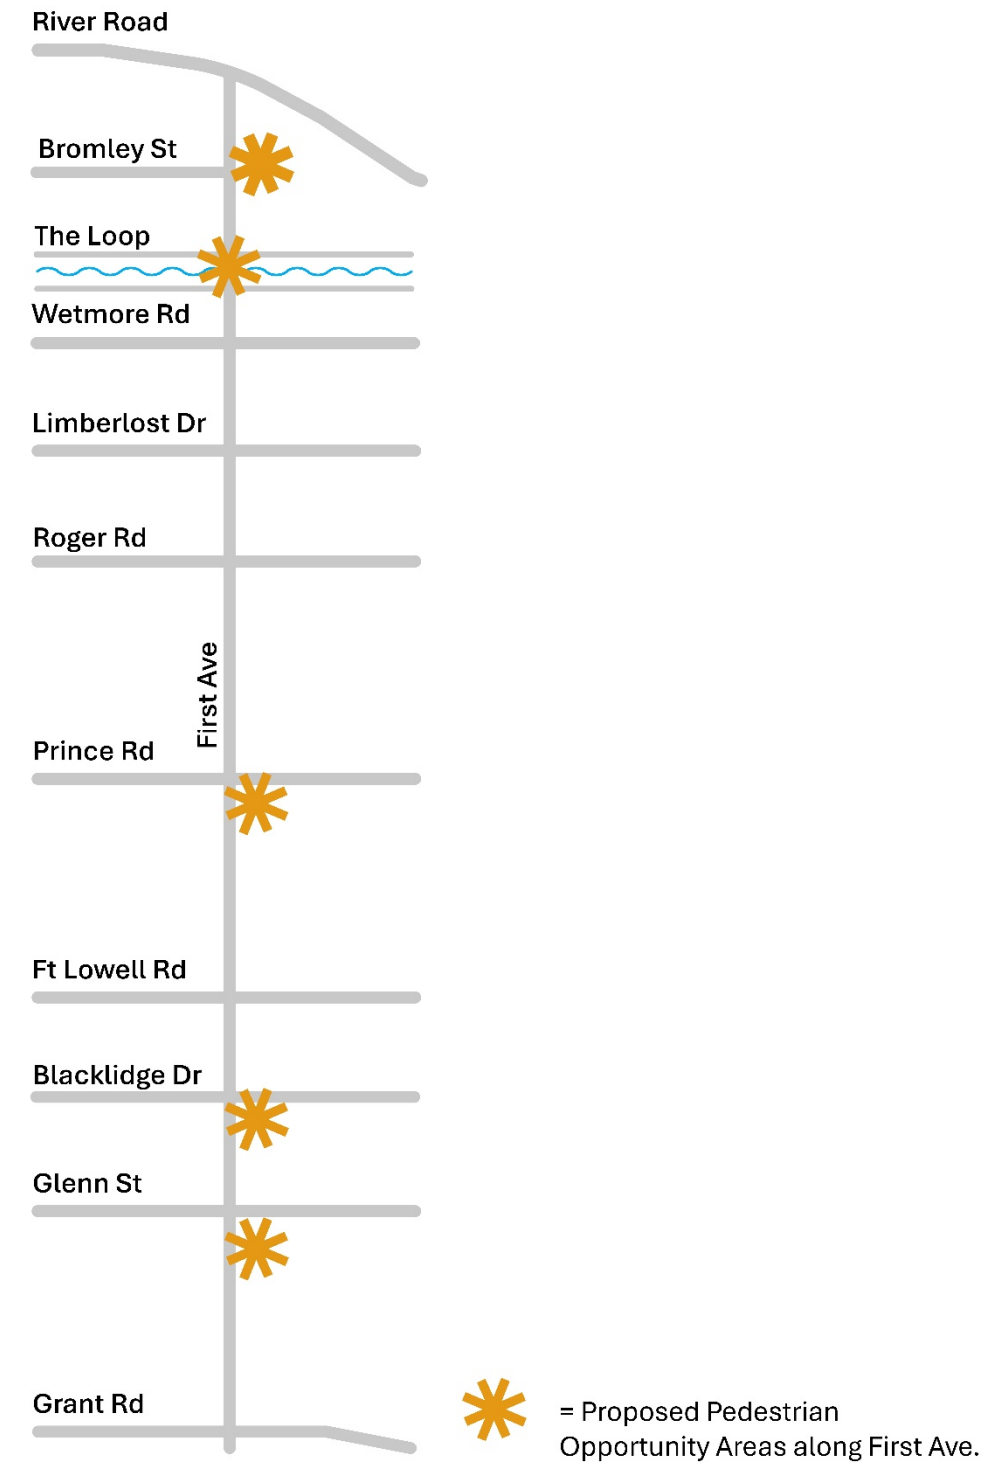 River Road
Bromley St
The Loop
Wetmore Rd
Limberlost Dr
Roger Rd
First Ave
Prince Rd
Ft Lowell Rd
Blacklidge Dr
Glenn St
Grant Rd
= Proposed Pedestrian
Opportunity Areas along First Ave.